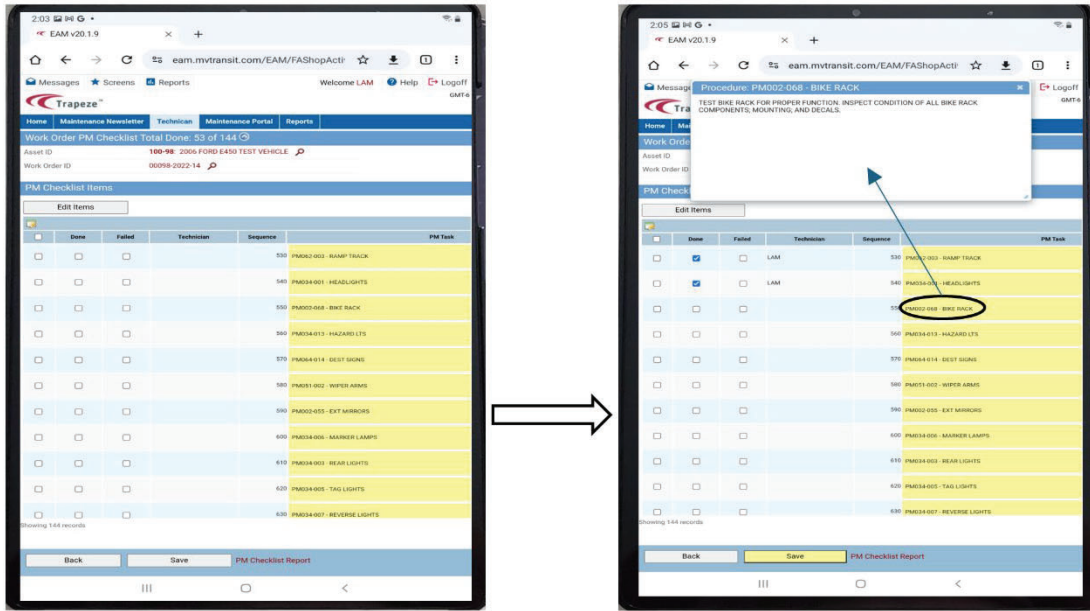 2:03
EAM v20.1.9
eam.mvtransit.com/EAM/FAShopActi
Messages Screens Reports Welcome LAM Help Logoff
GMT-6
Trapeze
Home Maintenance Newsletter Technican Maintenance Portal Reports
Work Order PM Checklist Total Done: 53 of 144
Asset ID 100-98: 2006 FORD E450 TEST VEHICLE
Work Order ID 00098-2022-14
PM Checklist Items
Edit Items
Done Failed Technician Sequence PM Task
530 PM062-003 - RAMP TRACK
540 PM034-001 - HEADLIGHTS
550 PM002-068 - BIKE RACK
560 PM034-013 - HAZARD LTS
570 PM064-014 - DEST SIGNS
580 PM051-002 - WIPER ARMS
590 PM002-055 - EXT MIRRORS
600 PM034-006 - MARKER LAMPS
610 PM034-003 - REAR LIGHTS
620 PM034-005 - TAG LIGHTS
630 PM034-007 - REVERSE LIGHTS
Showing 144 records
Back Save PM Checklist Report
2:05
EAM v20.1.9
eam.mvtransit.com/EAM/FAShopActi
Messag Procedure: PM002-068 - BIKE RACK Logoff
GMT-6
TEST BIKE RACK FOR PROPER FUNCTION. INSPECT CONDITION OF ALL BIKE RACK
COMPONENTS; MOUNTING; AND DECALS.
Tra
Home Mai
Work Orde
Asset ID
Work Order ID
PM Check
Edit Items
Done Failed Technician Sequence PM Task
LAM 530 PM062-003 - RAMP TRACK
LAM 540 PM034-001 - HEADLIGHTS
550 PM002-068 - BIKE RACK
560 PM034-013 - HAZARD LTS
570 PM064-014 - DEST SIGNS
580 PM051-002 - WIPER ARMS
590 PM002-055 - EXT MIRRORS
600 PM034-006 - MARKER LAMPS
610 PM034-003 - REAR LIGHTS
620 PM034-005 - TAG LIGHTS
630 PM034-007 - REVERSE LIGHTS
Showing 144 records
Back Save PM Checklist Report